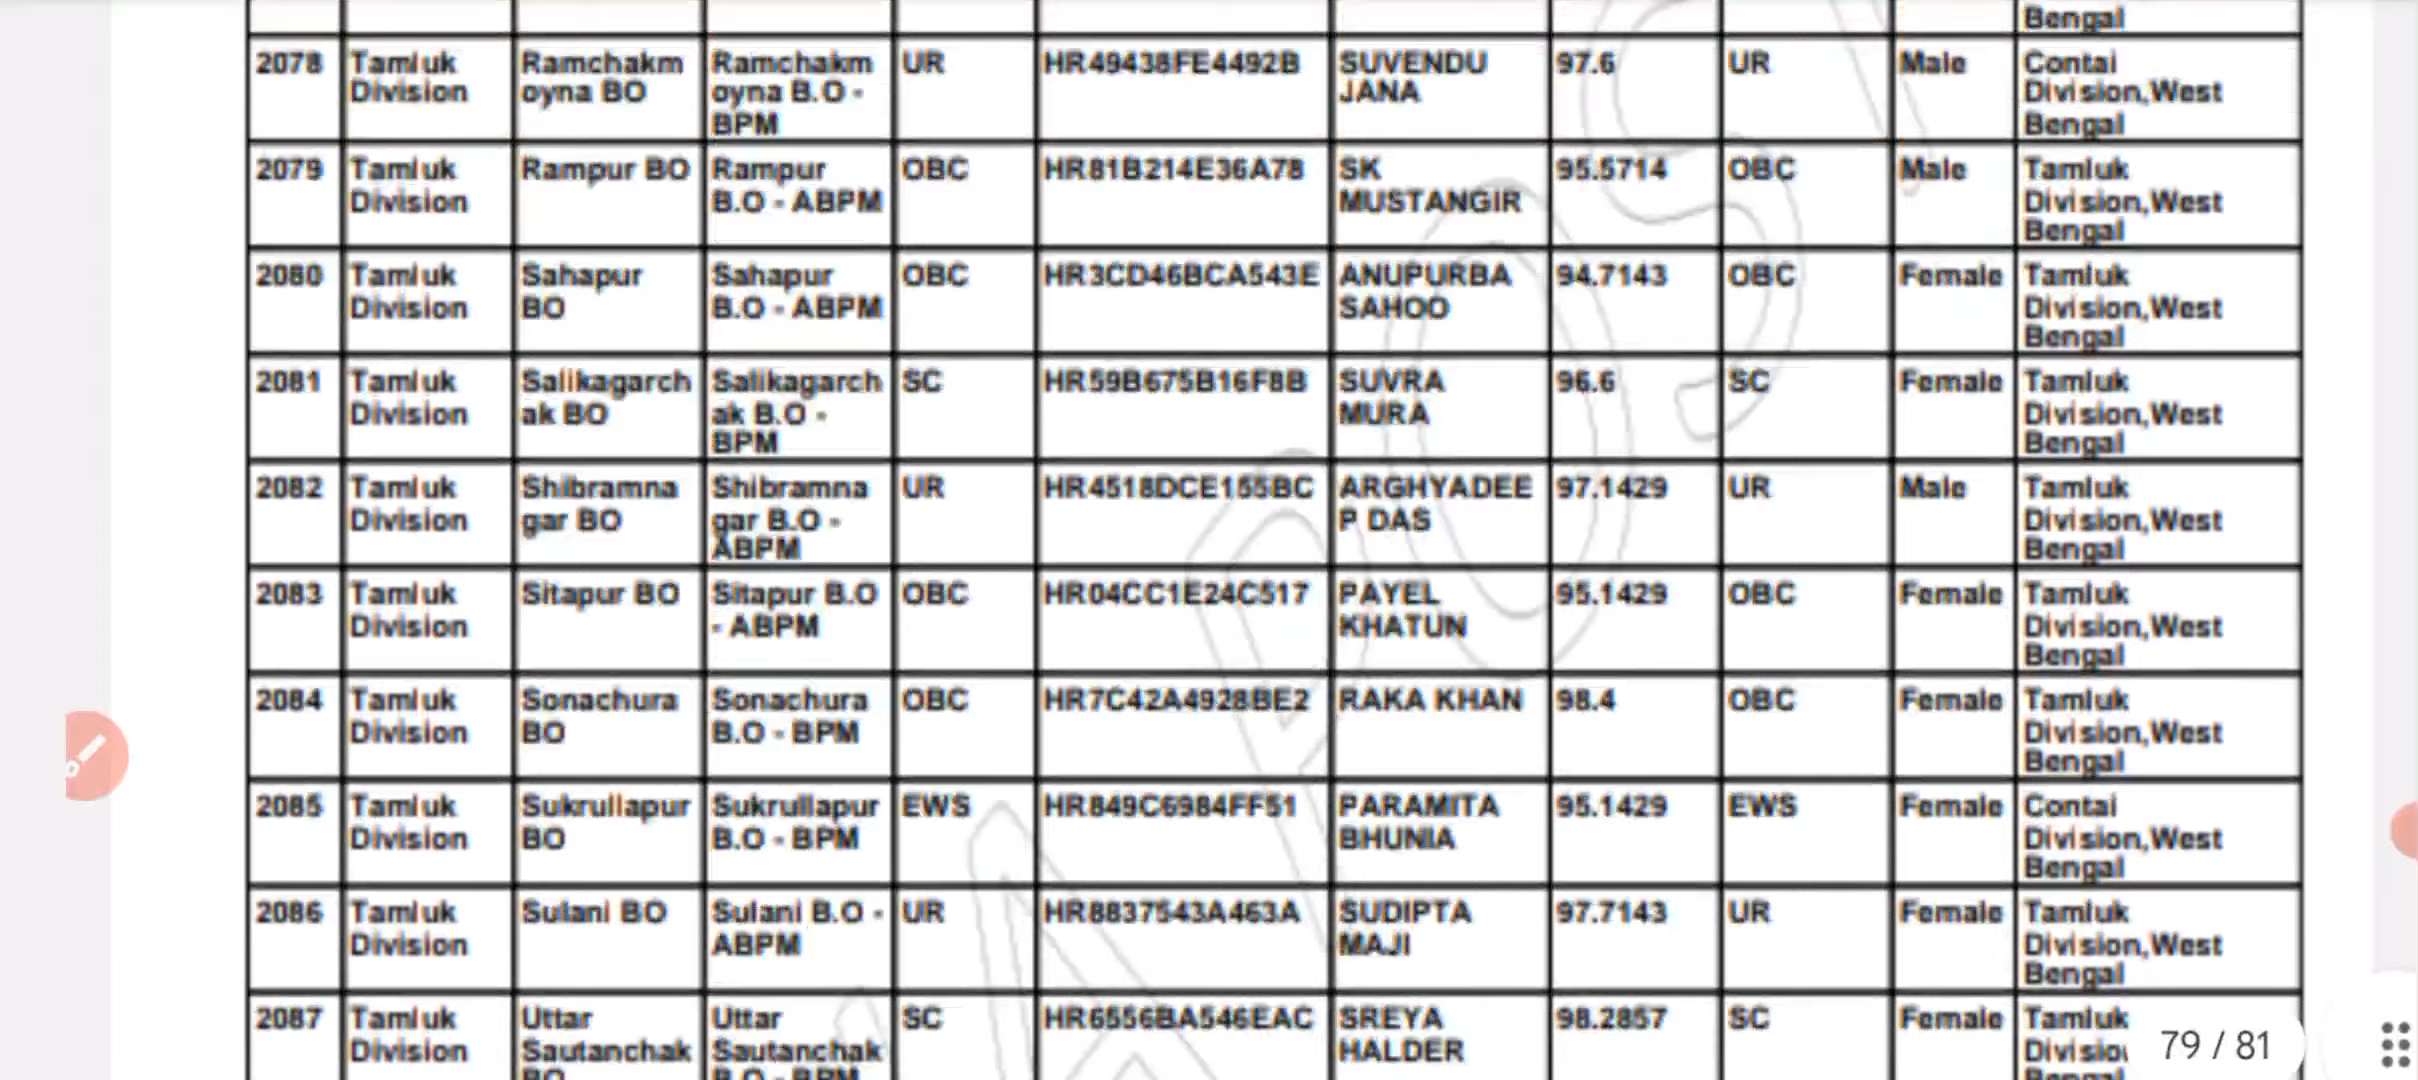 Bengal
2078 Tamluk Ramchakm Ramchakm UR HR49438FE4492B SUVENDU 97.6 UR Male Contai
Division oyna BO oyna B.O - JANA Division,West
BPM Bengal
2079 Tamluk Rampur BO Rampur OBC HR81B214E36A78 SK 95.5714 OBC Male Tamluk
Division B.O - ABPM MUSTANGIR Division,West
Bengal
2080 Tamluk Sahapur Sahapur OBC HR3CD46BCA543E ANUPURBA 94.7143 OBC Female Tamluk
Division BO B.O - ABPM SAHOO Division,West
Bengal
2081 Tamluk Salikagarch Salikagarch SC HR59B675B16F8B SUVRA 96.6 SC Female Tamluk
Division ak BO ak B.O - MURA Division,West
BPM Bengal
2082 Tamluk Shibramna Shibramna UR HR4518DCE155BC ARGHYADEE 97.1429 UR Male Tamluk
Division gar BO gar B.O - P DAS Division,West
ABPM Bengal
2083 Tamluk Sitapur BO Sitapur B.O OBC HR04CC1E24C517 PAYEL 95.1429 OBC Female Tamluk
Division - ABPM KHATUN Division,West
Bengal
2084 Tamluk Sonachura Sonachura OBC HR7C42A4928BE2 RAKA KHAN 98.4 OBC Female Tamluk
Division BO B.O - BPM Division,West
Bengal
2085 Tamluk Sukrullapur Sukrullapur EWS HR849C6984FF51 PARAMITA 95.1429 EWS Female Contai
Division BO B.O - BPM BHUNIA Division,West
Bengal
2086 Tamluk Sulani BO Sulani B.O - UR HR8837543A463A SUDIPTA 97.7143 UR Female Tamluk
Division ABPM MAJI Division,West
Bengal
2087 Tamluk Uttar Uttar SC HR6556BA546EAC SREYA 98.2857 SC Female Tamluk
Division Sautanchak Sautanchak HALDER
BO B.O - BPM Bengal
79 / 81